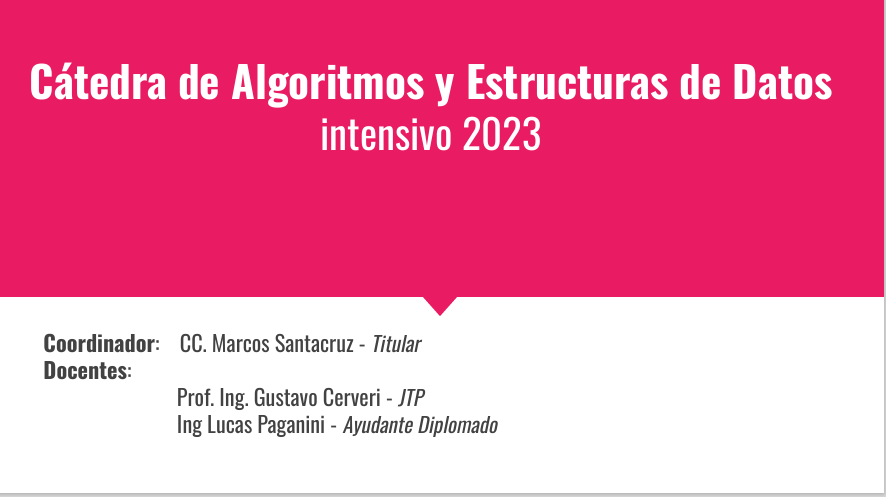 Cátedra de Algoritmos y Estructuras de Datos
intensivo 2023
Coordinador: CC. Marcos Santacruz - Titular
Docentes:
Prof. Ing. Gustavo Cerveri - JTP
Ing Lucas Paganini - Ayudante Diplomado